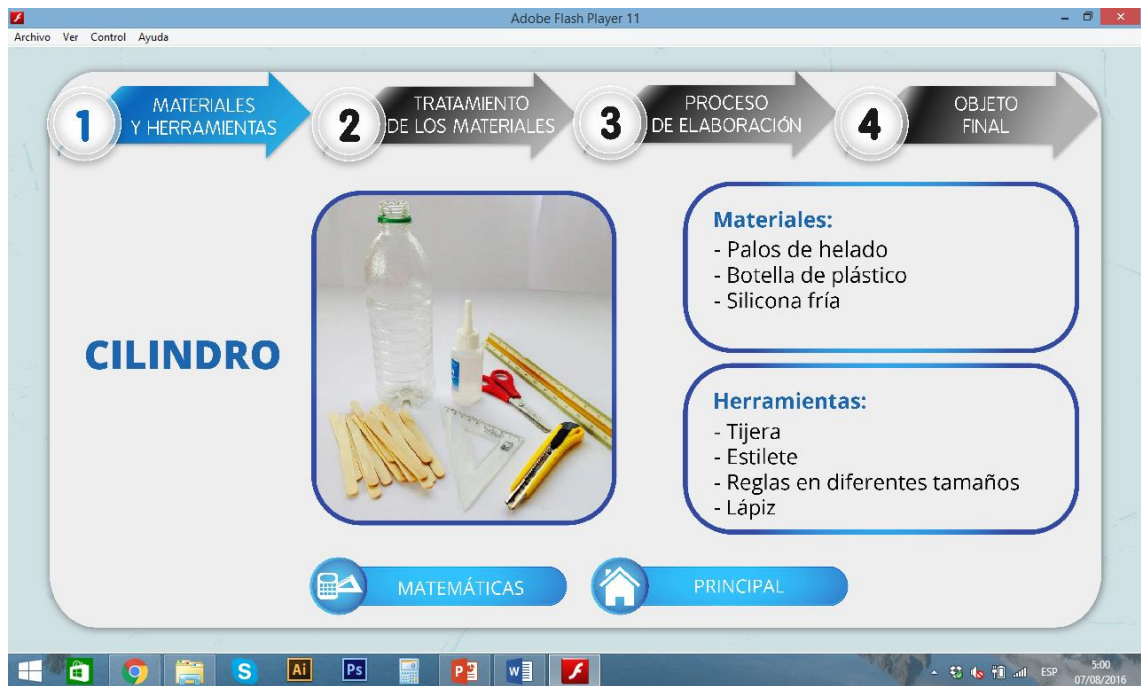 Adobe Flash Player 11
Archivo Ver Control Ayuda
1
MATERIALES
Y HERRAMIENTAS
2
TRATAMIENTO
DE LOS MATERIALES
3
PROCESO
DE ELABORACIÓN
4
OBJETO
FINAL
CILINDRO
Materiales:
- Palos de helado
- Botella de plástico
- Silicona fría
Herramientas:
- Tijera
- Estilete
- Reglas en diferentes tamaños
- Lápiz
MATEMÁTICAS
PRINCIPAL
S
Ai
Ps
P
W
ESP
5:00
07/08/2016